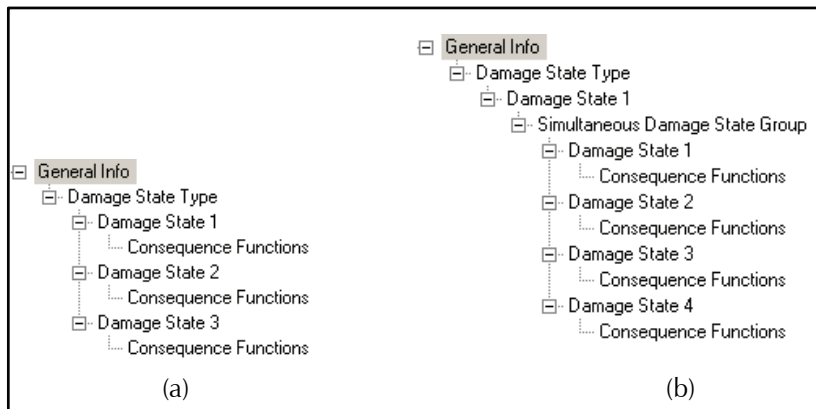 General Info
Damage State Type
Damage State 1
Consequence Functions
Damage State 2
Consequence Functions
Damage State 3
Consequence Functions
(a)
General Info
Damage State Type
Damage State 1
Simultaneous Damage State Group
Damage State 1
Consequence Functions
Damage State 2
Consequence Functions
Damage State 3
Consequence Functions
Damage State 4
Consequence Functions
(b)